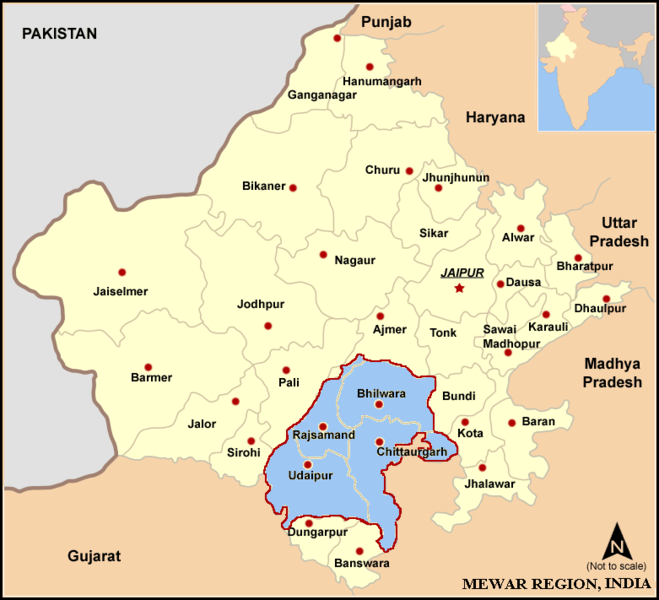 Punjab
PAKISTAN
Hanumangarh
Ganganagar
Haryana
Churu
Jhunjhunun
Bikaner
Uttar
Pradesh
Sikar
Alwar
Nagaur
JAIPUR
Bharatpur
Dausa
Jaiselmer
Jodhpur
Dhaulpur
Ajmer
Tonk
Sawai
Madhopur
Karauli
Madhya
Pradesh
Barmer
Pali
Bhilwara
Bundi
Jalor
Baran
Rajsamand
Kota
Sirohi
Chittaurgarh
Udaipur
Jhalawar
Dungarpur
Gujarat
Banswara
N
(Not to scale)
MEWAR REGION, INDIA